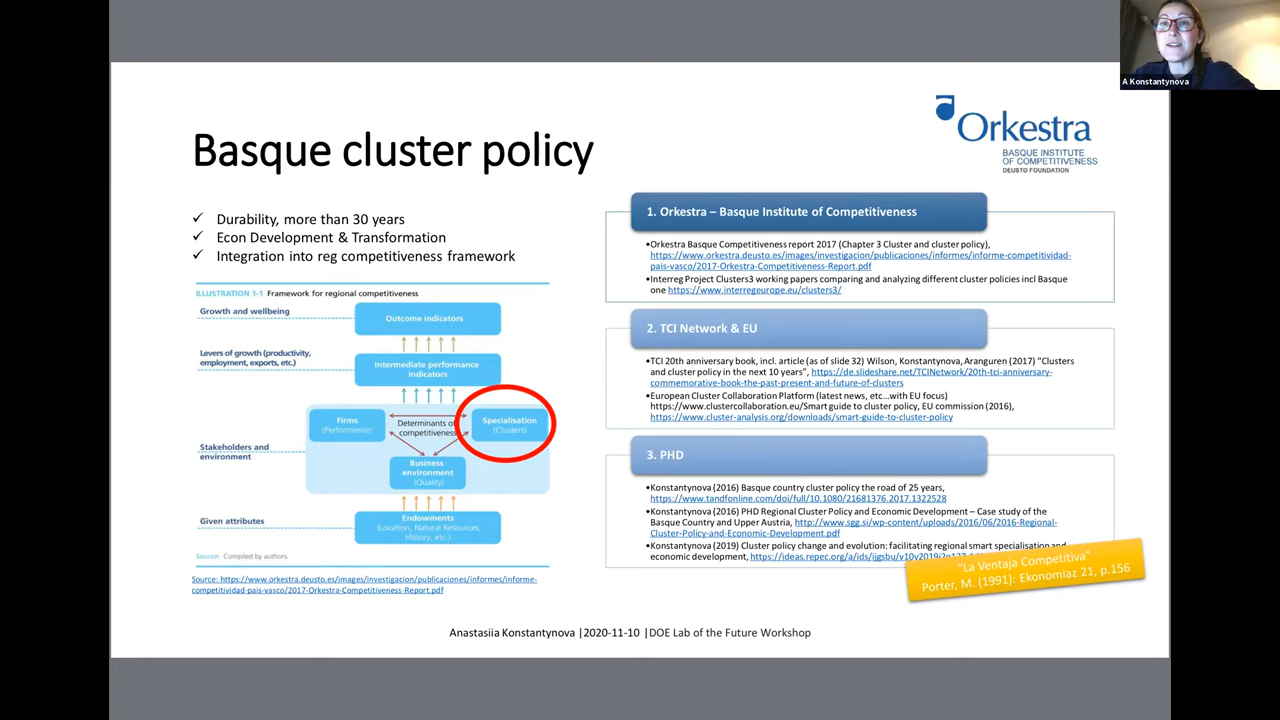 A Konstantynova
Orkestra
BASQUE INSTITUTE
OF COMPETITIVENESS
DEUSTO FOUNDATION
Basque cluster policy
✓ Durability, more than 30 years
✓ Econ Development & Transformation
✓ Integration into reg competitiveness framework
ILLUSTRATION 1-1 Framework for regional competitiveness
Growth and wellbeing
Outcome indicators
Levers of growth (productivity,
employment, exports, etc.)
Intermediate performance
indicators
Firms
(Performance)
Determinants of
competitiveness
Specialisation
(Clusters)
Stakeholders and
environment
Business
environment
(Quality)
Given attributes
Endowments
(Location, Natural Resources,
History, etc.)
Source: Compiled by authors.
Source: https://www.orkestra.deusto.es/images/investigacion/publicaciones/informes/informe-
competitividad-pais-vasco/2017-Orkestra-Competitiveness-Report.pdf
1. Orkestra – Basque Institute of Competitiveness
•Orkestra Basque Competitiveness report 2017 (Chapter 3 Cluster and cluster policy),
https://www.orkestra.deusto.es/images/investigacion/publicaciones/informes/informe-competitividad-
pais-vasco/2017-Orkestra-Competitiveness-Report.pdf
•Interreg Project Clusters3 working papers comparing and analyzing different cluster policies incl Basque
one https://www.interregeurope.eu/clusters3/
2. TCI Network & EU
•TCI 20th anniversary book, incl. article (as of slide 32) Wilson, Konstantynova, Aranguren (2017) “Clusters
and cluster policy in the next 10 years”, https://de.slideshare.net/TCINetwork/20th-tci-anniversary-
commemorative-book-the-past-present-and-future-of-clusters
•European Cluster Collaboration Platform (latest news, etc…with EU focus)
https://www.clustercollaboration.eu/Smart guide to cluster policy, EU commission (2016),
https://www.cluster-analysis.org/downloads/smart-guide-to-cluster-policy
3. PHD
•Konstantynova (2016) Basque country cluster policy the road of 25 years,
https://www.tandfonline.com/doi/full/10.1080/21681376.2017.1322528
•Konstantynova (2016) PHD Regional Cluster Policy and Economic Development – Case study of the
Basque Country and Upper Austria, http://www.sgg.si/wp-content/uploads/2016/06/2016-Regional-
Cluster-Policy-and-Economic-Development.pdf
•Konstantynova (2019) Cluster policy change and evolution: facilitating regional smart specialisation and
economic development,
“La Ventaja Competitiva”
Porter, M. (1991): Ekonomiaz 21, p.156
Anastasiia Konstantynova |2020-11-10 |DOE Lab of the Future Workshop